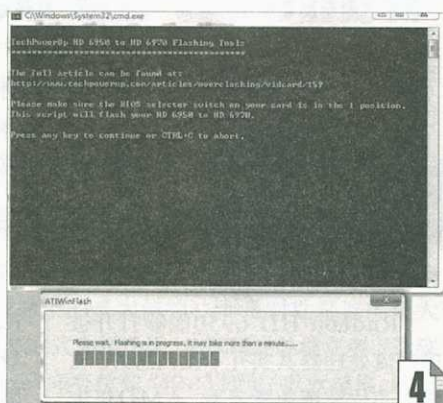 C:\Windows\System32\cmd.exe
TechPowerUp HD 6950 to HD 6970 Flashing Tool:
The full article can be found at:
http://www.techpowerup.com/articles/overclocking/vidcard/159
Please make sure the BIOS selector switch on your card is in the 1 position.
This script will flash your HD 6950 to HD 6970.
Press any key to continue or CTRL+C to abort.
ATIWinFlash
Please wait. Flashing is in progress, it may take more than a minute......
4